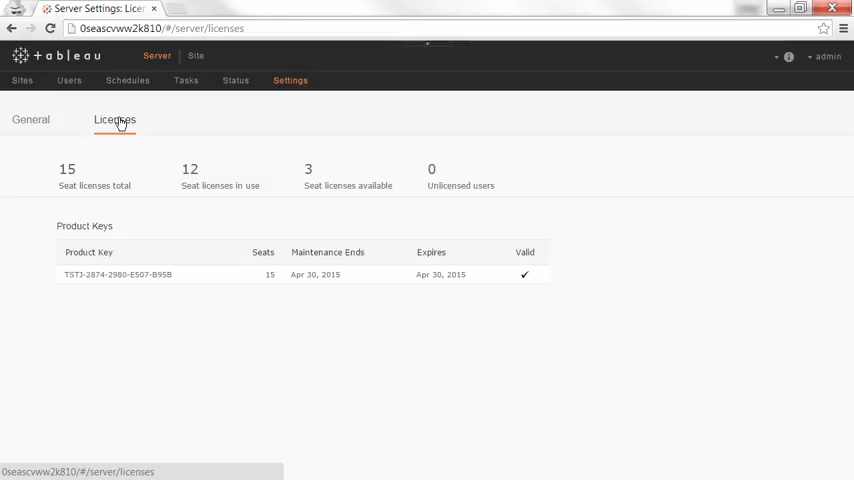 Server Settings: Licen
0seascvww2k810/#/server/licenses
+ableau
Server
Site
admin
Sites
Users
Schedules
Tasks
Status
Settings
General
Licenses
15
12
3
0
Seat licenses total
Seat licenses in use
Seat licenses available
Unlicensed users
Product Keys
Product Key
Seats
Maintenance Ends
Expires
Valid
TSTJ-2874-2980-E507-B95B
15
Apr 30, 2015
Apr 30, 2015
0seascvww2k810/#/server/licenses